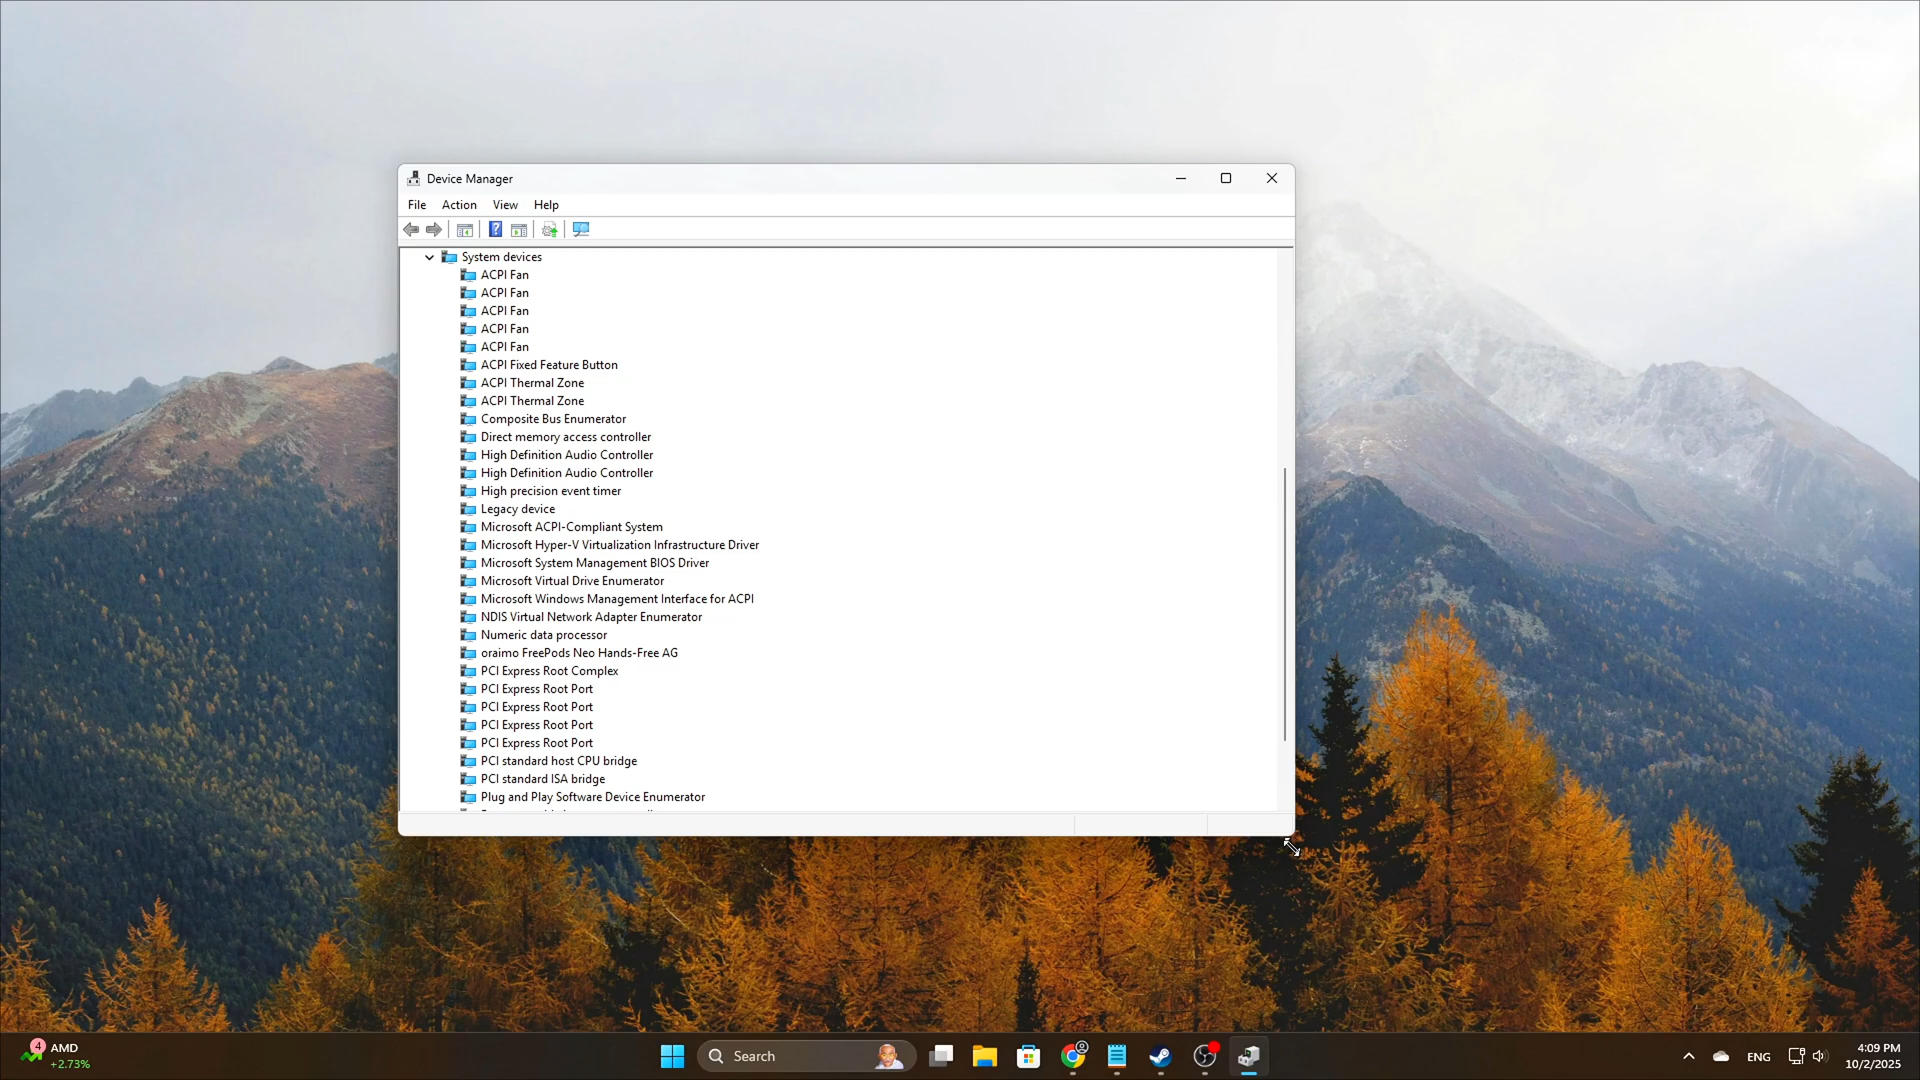 Device Manager
File Action View Help
System devices
ACPI Fan
ACPI Fan
ACPI Fan
ACPI Fan
ACPI Fan
ACPI Fixed Feature Button
ACPI Thermal Zone
ACPI Thermal Zone
Composite Bus Enumerator
Direct memory access controller
High Definition Audio Controller
High Definition Audio Controller
High precision event timer
Legacy device
Microsoft ACPI-Compliant System
Microsoft Hyper-V Virtualization Infrastructure Driver
Microsoft System Management BIOS Driver
Microsoft Virtual Drive Enumerator
Microsoft Windows Management Interface for ACPI
NDIS Virtual Network Adapter Enumerator
Numeric data processor
oraimo FreePods Neo Hands-Free AG
PCI Express Root Complex
PCI Express Root Port
PCI Express Root Port
PCI Express Root Port
PCI Express Root Port
PCI standard host CPU bridge
PCI standard ISA bridge
Plug and Play Software Device Enumerator
4
AMD
+2.73%
Search
ENG
4:09 PM
10/2/2025